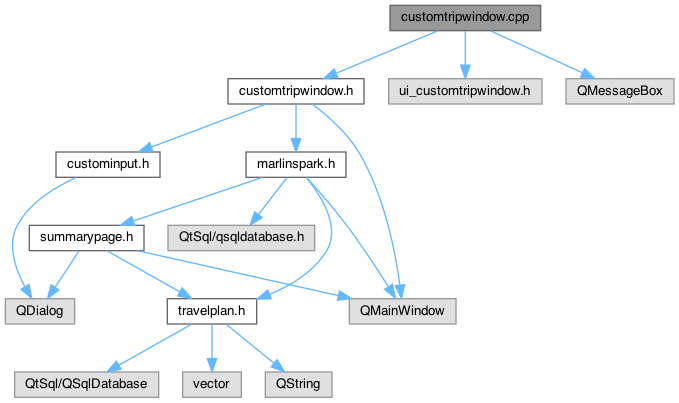 customtripwindow.cpp
customtripwindow.h
ui_customtripwindow.h
QMessageBox
custominput.h
marlinspark.h
summarypage.h
QtSql/qsqldatabase.h
QDialog
travelplan.h
QMainWindow
QtSql/QSqlDatabase
vector
QString